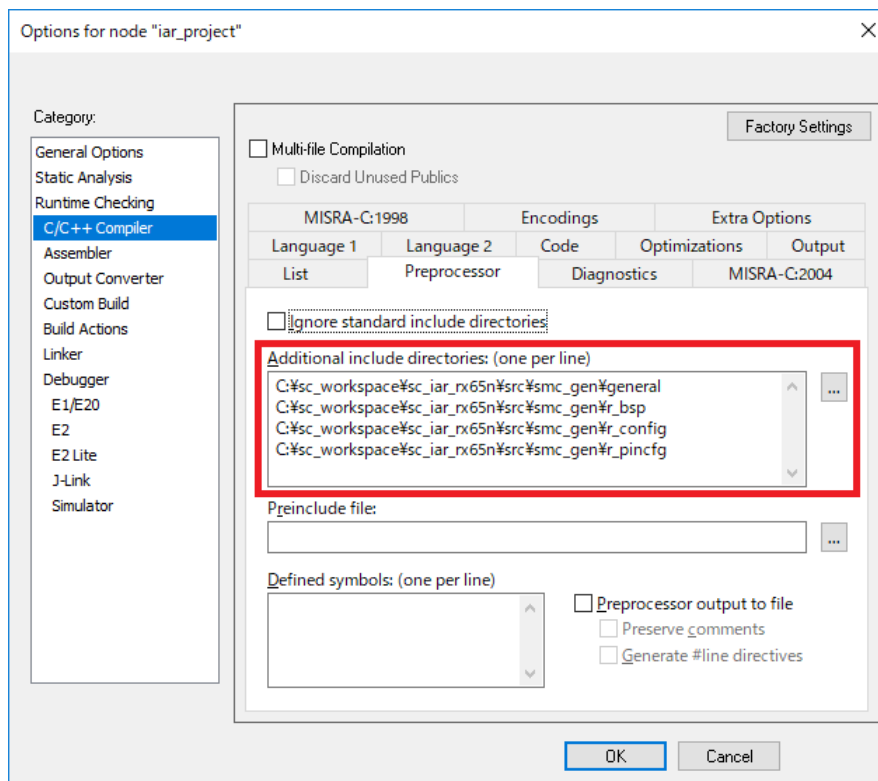 Options for node "iar_project"
Category:
General Options
Static Analysis
Runtime Checking
C/C++ Compiler
Assembler
Output Converter
Custom Build
Build Actions
Linker
Debugger
E1/E20
E2
E2 Lite
J-Link
Simulator
Factory Settings
Multi-file Compilation
Discard Unused Publics
MISRA-C:1998 Encodings Extra Options
Language 1 Language 2 Code Optimizations Output
List Preprocessor Diagnostics MISRA-C:2004
Ignore standard include directories
Additional include directories: (one per line)
C:¥sc_workspace¥sc_iar_rx65n¥src¥smc_gen¥general
C:¥sc_workspace¥sc_iar_rx65n¥src¥smc_gen¥r_bsp
C:¥sc_workspace¥sc_iar_rx65n¥src¥smc_gen¥r_config
C:¥sc_workspace¥sc_iar_rx65n¥src¥smc_gen¥r_pincfg
...
Preinclude file:
...
Defined symbols: (one per line)
Preprocessor output to file
Preserve comments
Generate #line directives
OK Cancel